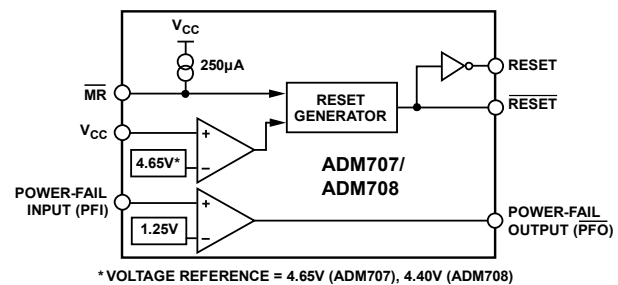 VCC
250µA
MR
RESET
RESET
GENERATOR
RESET
VCC
+
4.65V*
−
ADM707/
ADM708
POWER-FAIL
INPUT (PFI)
+
1.25V
−
POWER-FAIL
OUTPUT (PFO)
* VOLTAGE REFERENCE = 4.65V (ADM707), 4.40V (ADM708)